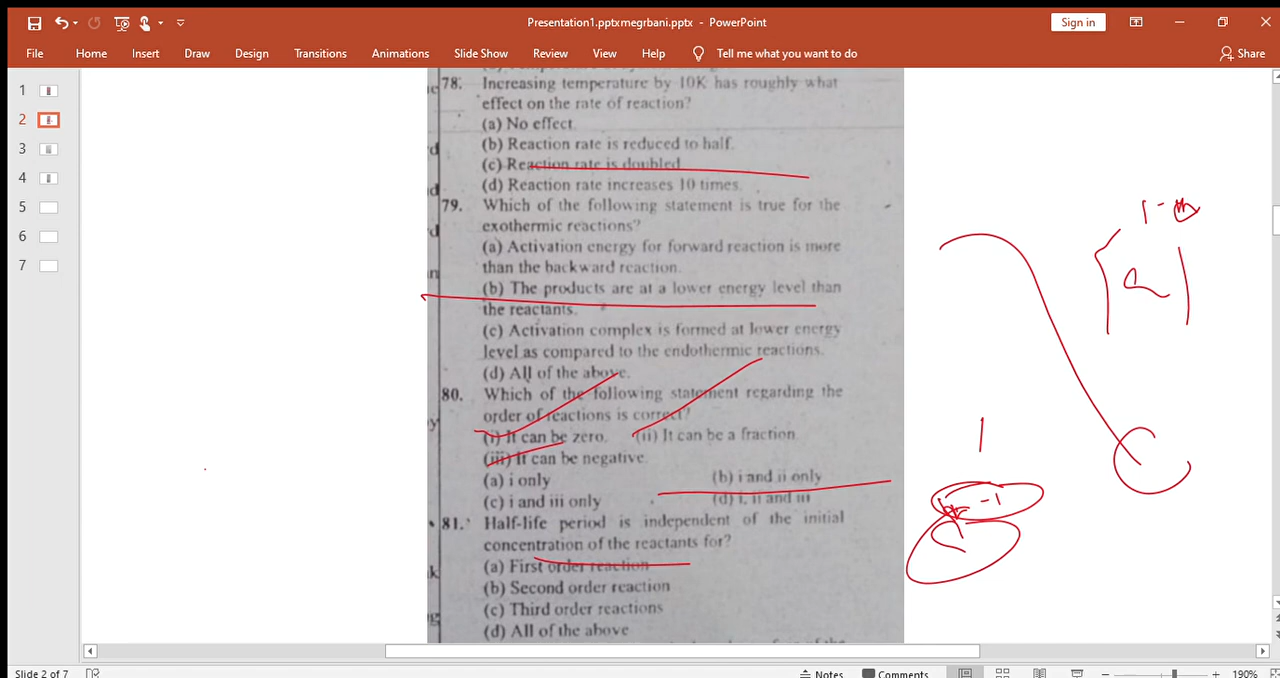 Presentation1.pptxmegrbani.pptx - PowerPoint
Sign in
File Home Insert Draw Design Transitions Animations Slide Show Review View Help Tell me what you want to do Share
1
2
3
4
5
6
7
78. Increasing temperature by 10K has roughly what
effect on the rate of reaction?
(a) No effect
(b) Reaction rate is reduced to half.
(c) Reaction rate is doubled
(d) Reaction rate increases 10 times.
79. Which of the following statement is true for the
exothermic reactions?
(a) Activation energy for forward reaction is more
than the backward reaction.
(b) The products are at a lower energy level than
the reactants.
(c) Activation complex is formed at lower energy
level as compared to the endothermic reactions.
(d) All of the above.
80. Which of the following statement regarding the
order of reactions is correct?
(i) It can be zero. (ii) It can be a fraction
(iii) It can be negative.
(a) i only (b) i and ii only
(c) i and iii only (d) i, ii and iii
81. Half-life period is independent of the initial
concentration of the reactants for?
(a) First order reaction
(b) Second order reaction
(c) Third order reactions
(d) All of the above
Slide 2 of 7 Notes Comments 190%